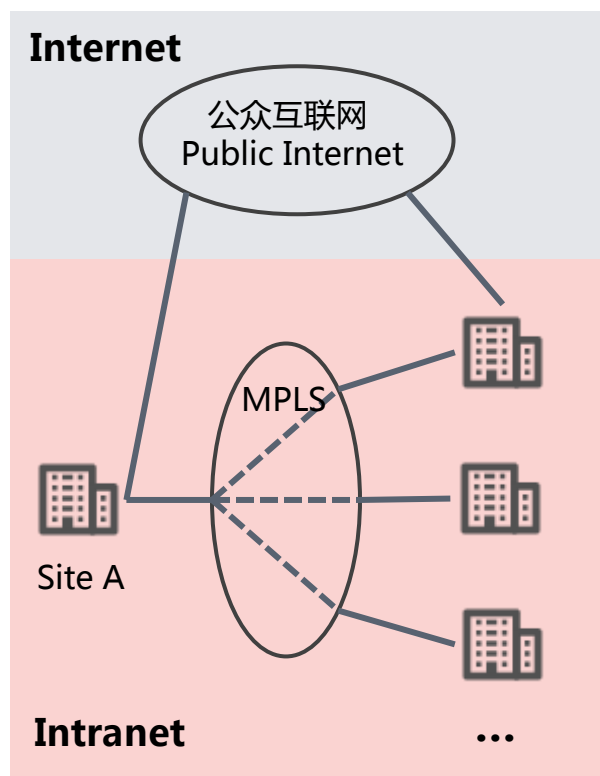 Internet
公众互联网
Public Internet
MPLS
Site A
Intranet
...